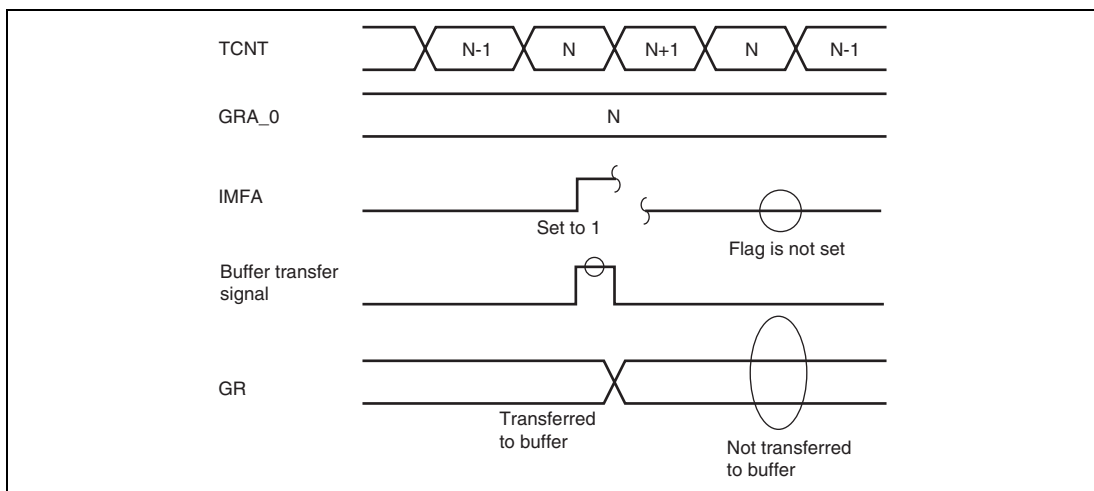 TCNT
N-1
N
N+1
N
N-1
GRA_0
N
IMFA
Set to 1
Flag is not set
Buffer transfer
signal
GR
Transferred
to buffer
Not transferred
to buffer